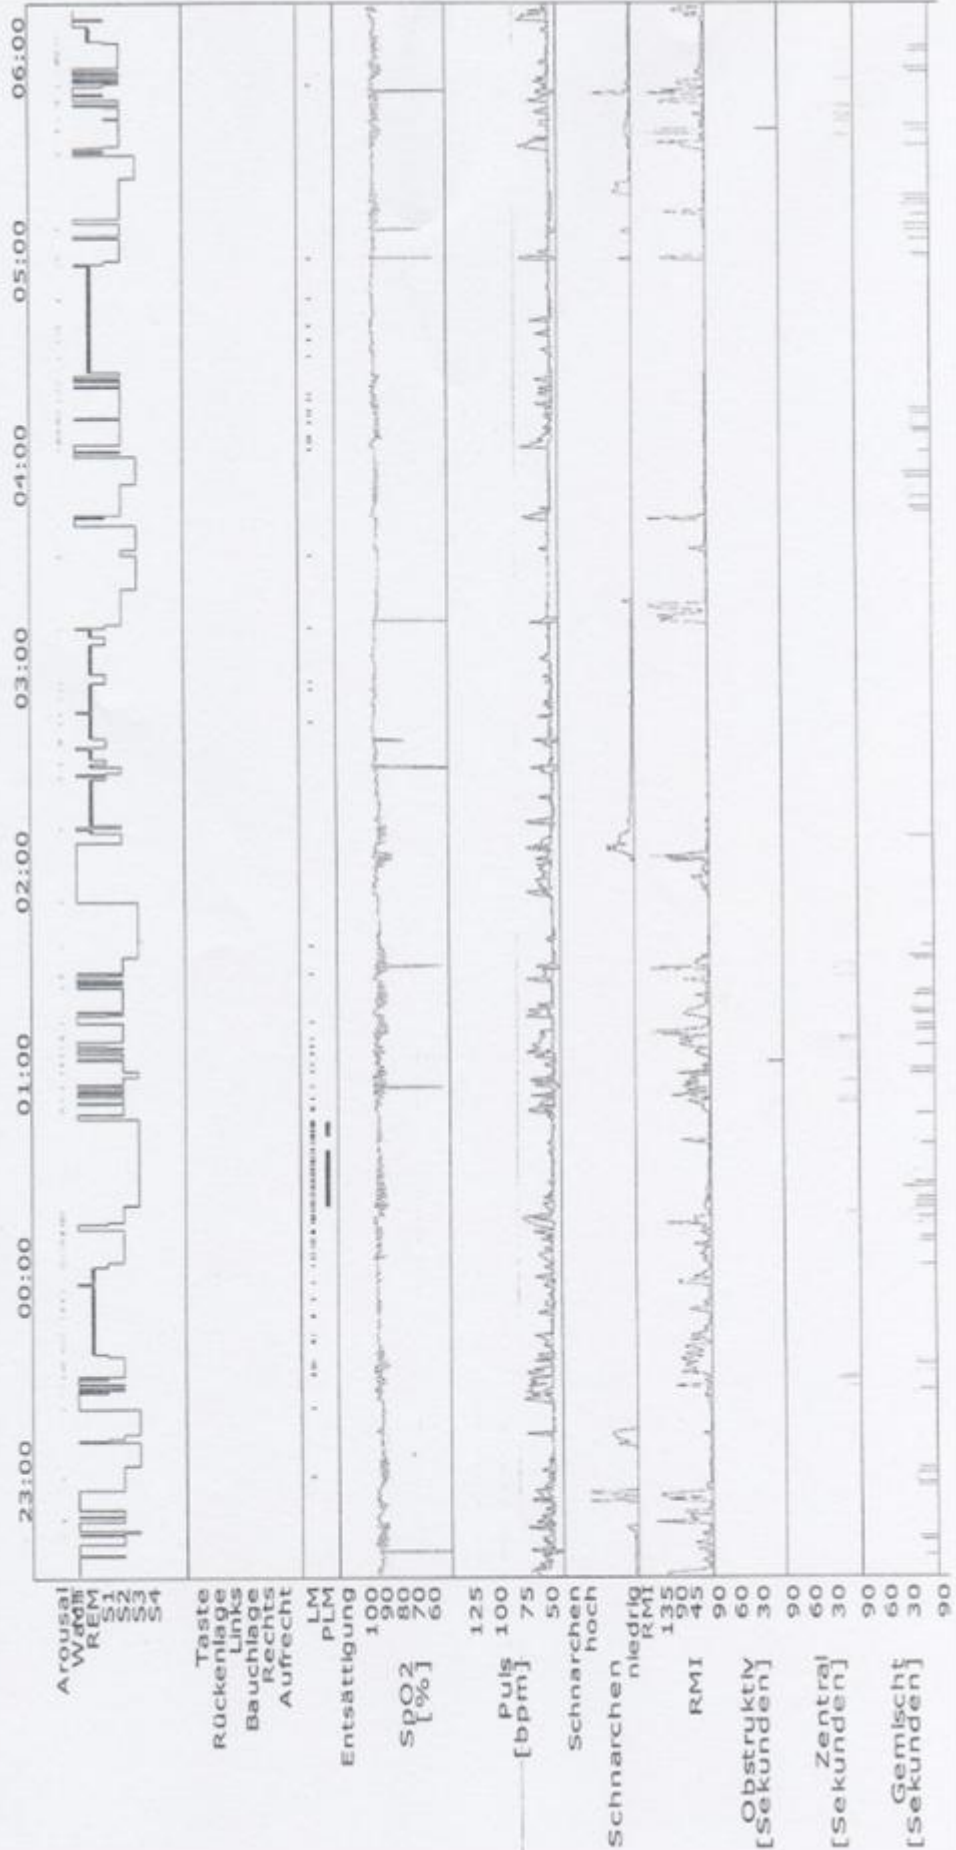 23:00 00:00 01:00 02:00 03:00 04:00 05:00 06:00
Arousal
REM
S1
S2
S3
S4
Taste
Rückenlage
Links
Bauchlage
Rechts
Aufrecht
LM
PLM
Entsättigung
SpO2
[%]
100
90
80
70
60
Puls
[bpm]
125
100
75
50
Schnarchen
hoch
Schnarchen
niedrig
RMI
RMI
135
90
45
Obstruktiv
[Sekunden]
90
60
30
Zentral
[Sekunden]
90
60
30
Gemischt
[Sekunden]
90
60
30
90